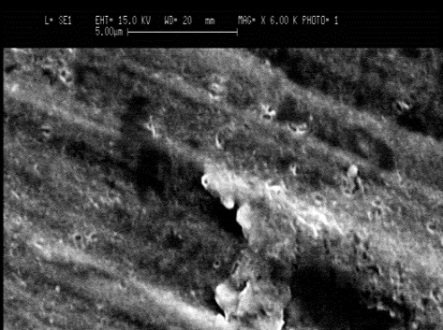 L= SE1 EHT= 15.0 KV WD= 20 mm MAG= X 6.00 K PHOTO= 1
5.00µm